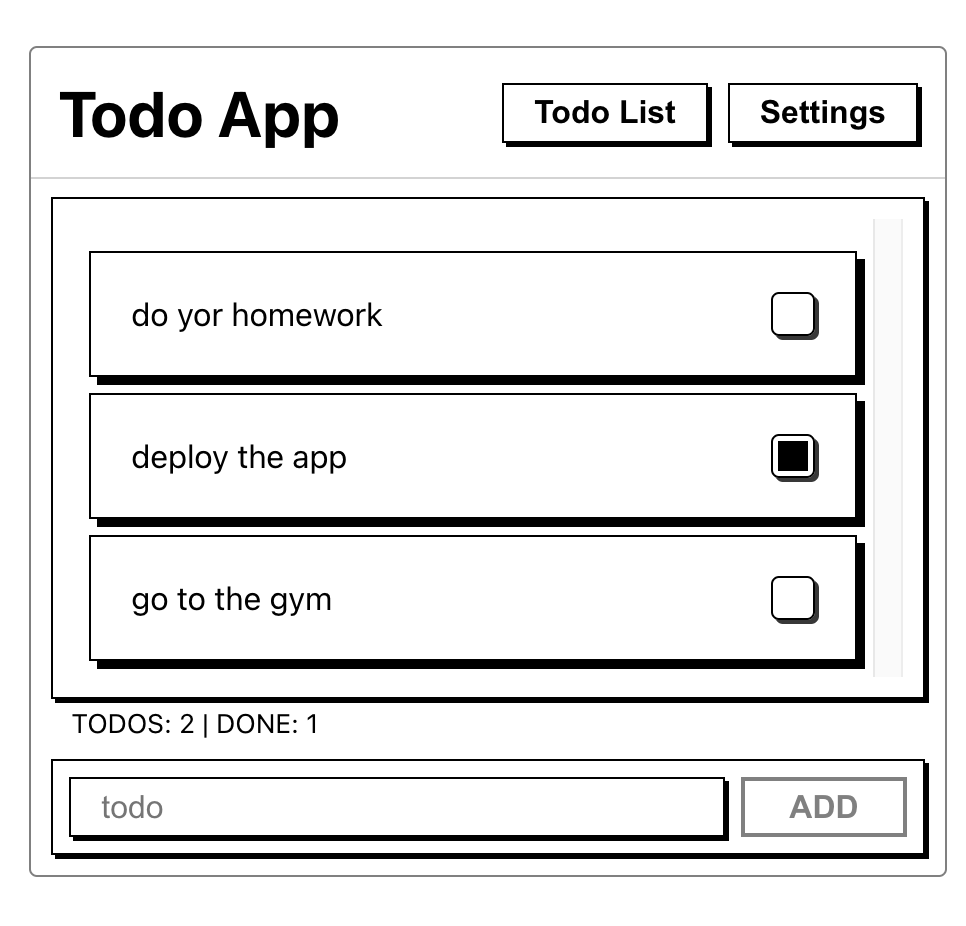 Todo App
Todo List
Settings
do yor homework
deploy the app
go to the gym
TODOS: 2 | DONE: 1
todo
ADD